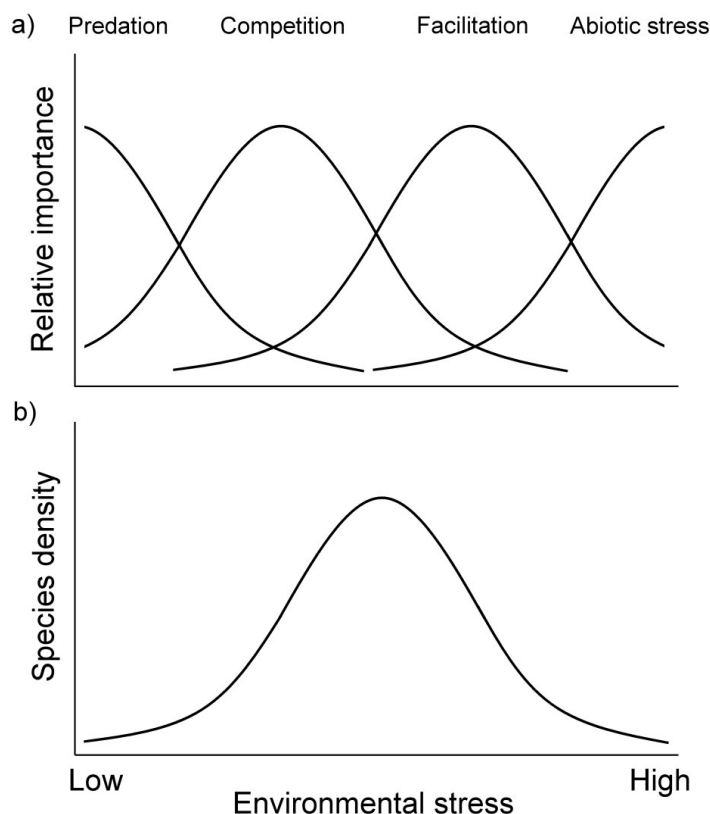 a) Predation Competition Facilitation Abiotic stress
Relative importance
b)
Species density
Low High
Environmental stress